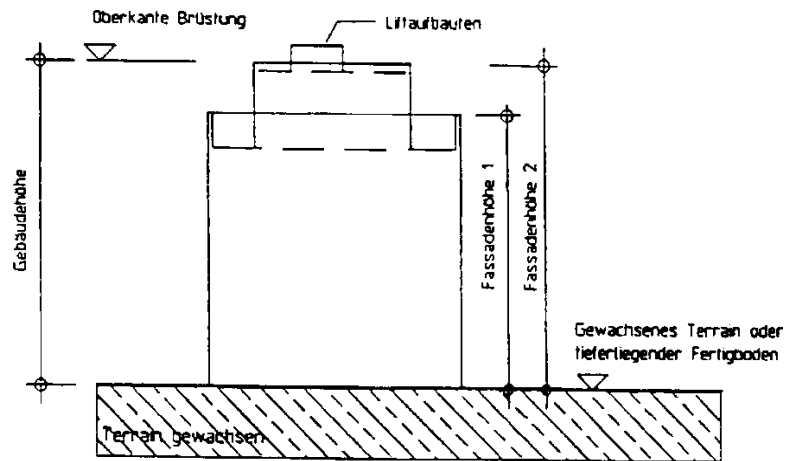 Oberkante Brüstung
Liftaufbauten
Gebäudehöhe
Fassadenhöhe 1
Fassadenhöhe 2
Gewachsenes Terrain oder
tieferliegender Fertigboden
Terrain gewachsen